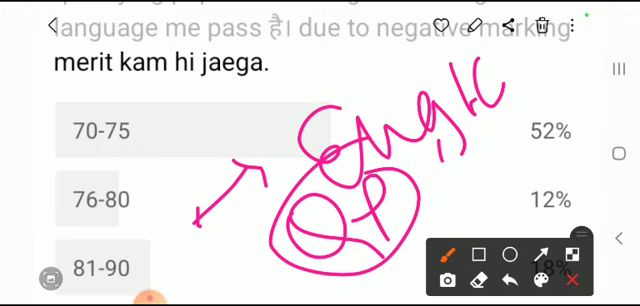 language me pass है। due to negative marking
merit kam hi jaega.
70-75 52%
76-80 12%
81-90 18%
QP